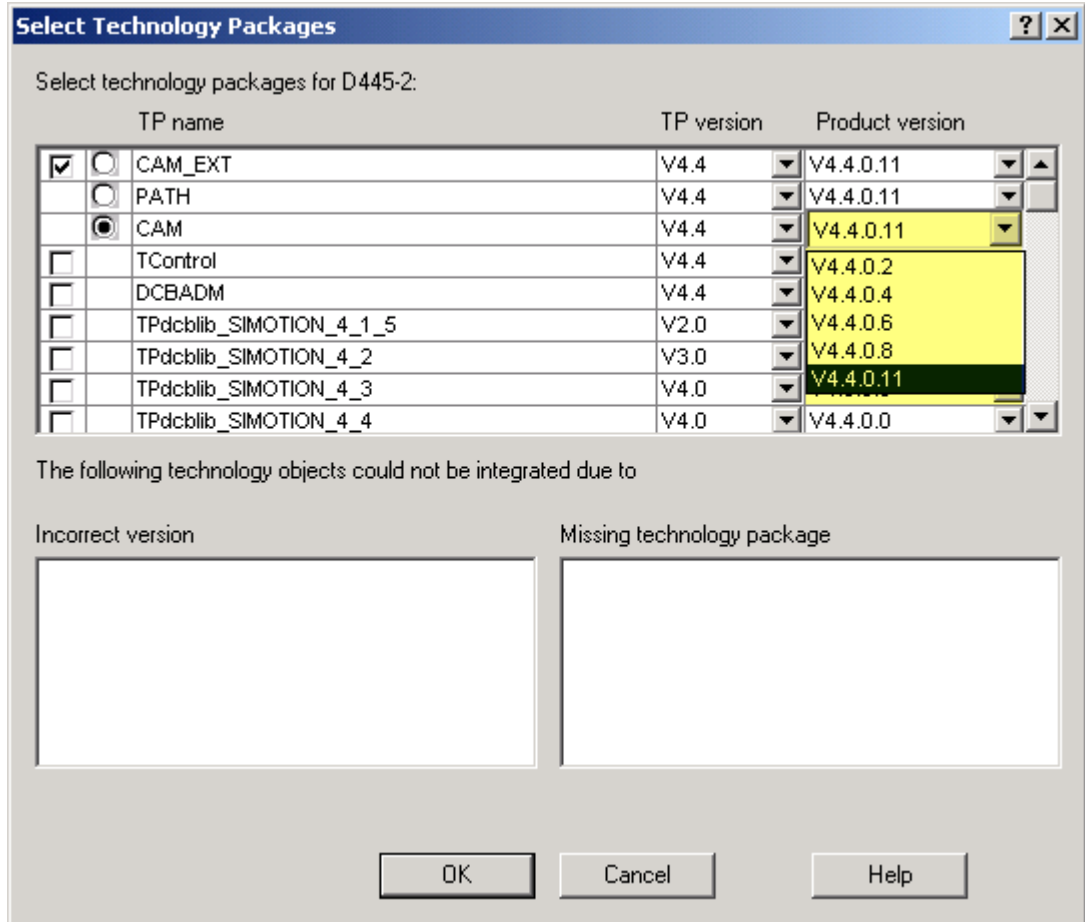 Select Technology Packages
Select technology packages for D445-2:
TP name TP version Product version
CAM_EXT V4.4 V4.4.0.11
PATH V4.4 V4.4.0.11
CAM V4.4 V4.4.0.11
TControl V4.4 V4.4.0.2
DCBADM V4.4 V4.4.0.4
TPdcblib_SIMOTION_4_1_5 V2.0 V4.4.0.6
TPdcblib_SIMOTION_4_2 V3.0 V4.4.0.8
TPdcblib_SIMOTION_4_3 V4.0 V4.4.0.11
TPdcblib_SIMOTION_4_4 V4.0 V4.4.0.0
The following technology objects could not be integrated due to
Incorrect version Missing technology package
OK Cancel Help